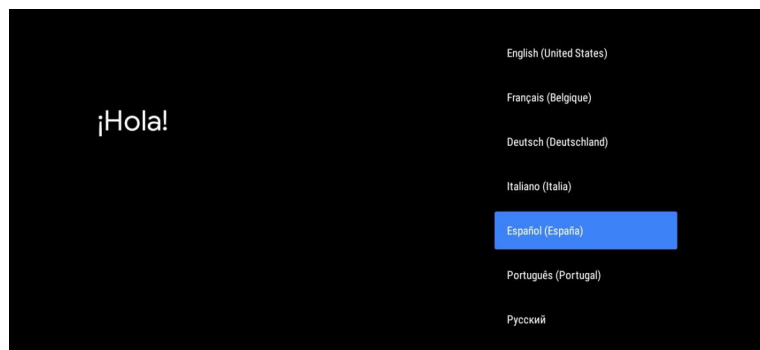 ¡Hola!
English (United States)
Français (Belgique)
Deutsch (Deutschland)
Italiano (Italia)
Español (España)
Português (Portugal)
Русский